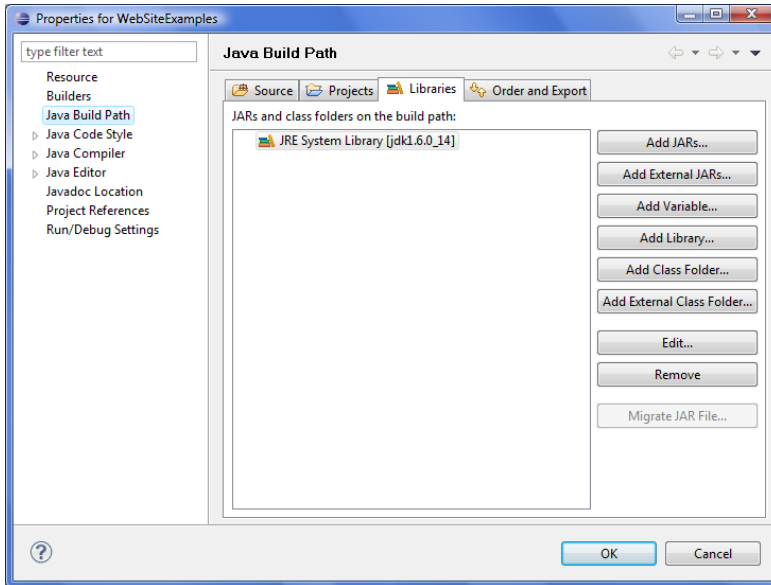 Properties for WebSiteExamples
type filter text
Resource
Builders
Java Build Path
Java Code Style
Java Compiler
Java Editor
Javadoc Location
Project References
Run/Debug Settings
Java Build Path
Source Projects Libraries Order and Export
JARs and class folders on the build path:
JRE System Library [jdk1.6.0_14]
Add JARs...
Add External JARs...
Add Variable...
Add Library...
Add Class Folder...
Add External Class Folder...
Edit...
Remove
Migrate JAR File...
OK Cancel